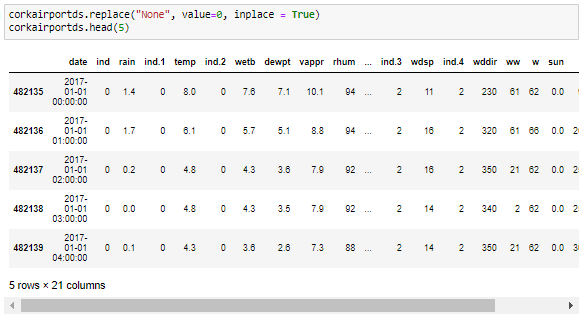 corkairportds.replace("None", value=0, inplace = True)
corkairportds.head(5)
date ind rain ind.1 temp ind.2 wetb dewpt vappr rhum ... ind.3 wdsp ind.4 wddir ww w sun
2017-
482135 01-01 0 1.4 0 8.0 0 7.6 7.1 10.1 94 ... 2 11 2 230 61 62 0.0
00:00:00
2017-
482136 01-01 0 1.7 0 6.1 0 5.7 5.1 8.8 94 ... 2 16 2 320 61 66 0.0 2
01:00:00
2017-
482137 01-01 0 0.2 0 4.8 0 4.3 3.6 7.9 92 ... 2 16 2 350 21 62 0.0 2
02:00:00
2017-
482138 01-01 0 0.0 0 4.8 0 4.3 3.5 7.9 92 ... 2 14 2 340 2 62 0.0 2
03:00:00
2017-
482139 01-01 0 0.1 0 4.3 0 3.6 2.6 7.3 88 ... 2 14 2 350 21 62 0.0 3
04:00:00
5 rows × 21 columns